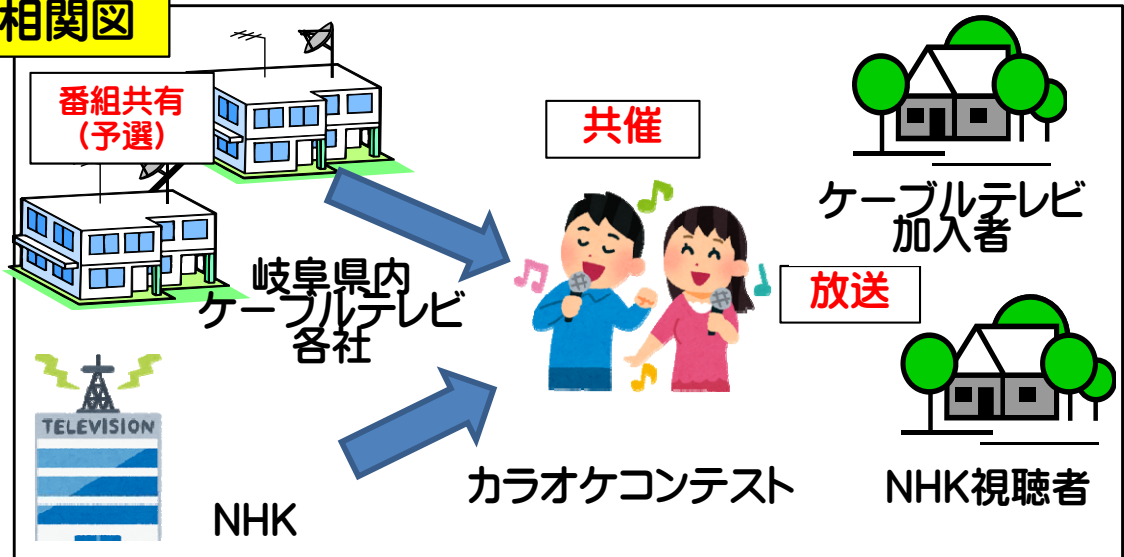 相関図
番組共有
（予選）
共催
ケーブルテレビ
加入者
岐阜県内
ケーブルテレビ
各社
放送
TELEVISION
NHK
カラオケコンテスト
NHK視聴者